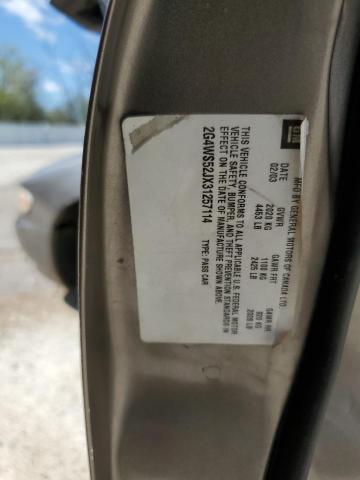 GM
MFD BY GENERAL MOTORS OF CANADA LTD
DATE GVWR GAWR FRT GAWR RR
02/03 2020 KG 1100 KG 920 KG
4453 LB 2425 LB 2028 LB
THIS VEHICLE CONFORMS TO ALL APPLICABLE U.S. FEDERAL MOTOR
VEHICLE SAFETY, BUMPER, AND THEFT PREVENTION STANDARDS IN
EFFECT ON THE DATE OF MANUFACTURE SHOWN ABOVE.
2G4WS52JX31257114 TYPE: PASS CAR